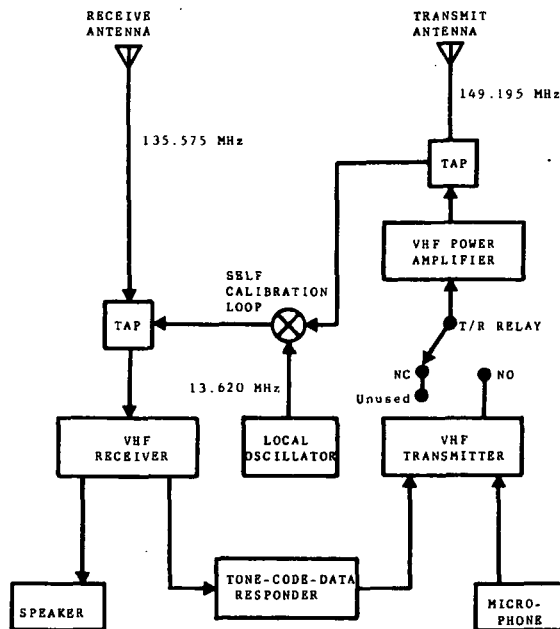 RECEIVE
ANTENNA
TRANSMIT
ANTENNA
149.195 MHz
135.575 MHz
TAP
VHF POWER
AMPLIFIER
SELF
CALIBRATION
LOOP
TAP
T/R RELAY
NC
NO
Unused
13.620 MHz
VHF
RECEIVER
LOCAL
OSCILLATOR
VHF
TRANSMITTER
TONE-CODE-DATA
RESPONDER
SPEAKER
MICRO-
PHONE